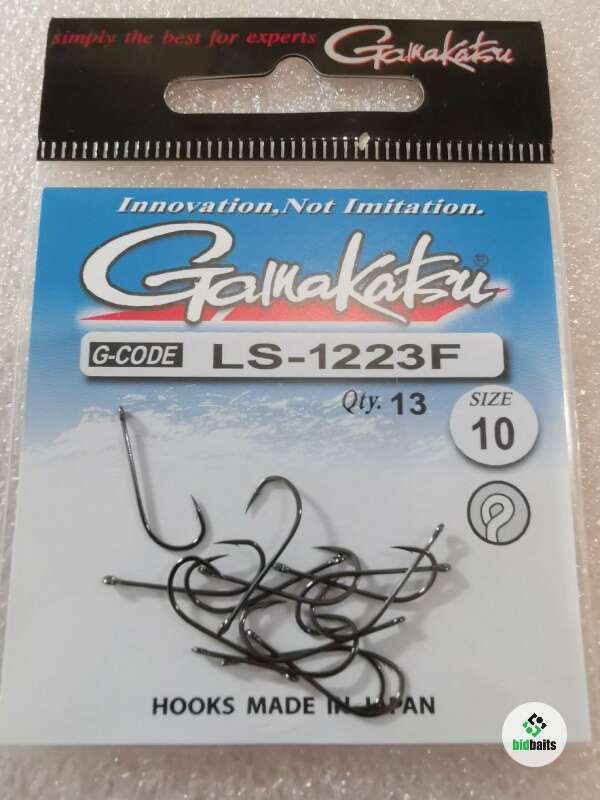 simply the best for experts Gamakatsu
Innovation,Not Imitation.
Gamakatsu®
G-CODE LS-1223F
Qty. 13
SIZE
10
HOOKS MADE IN JAPAN
bidbaits